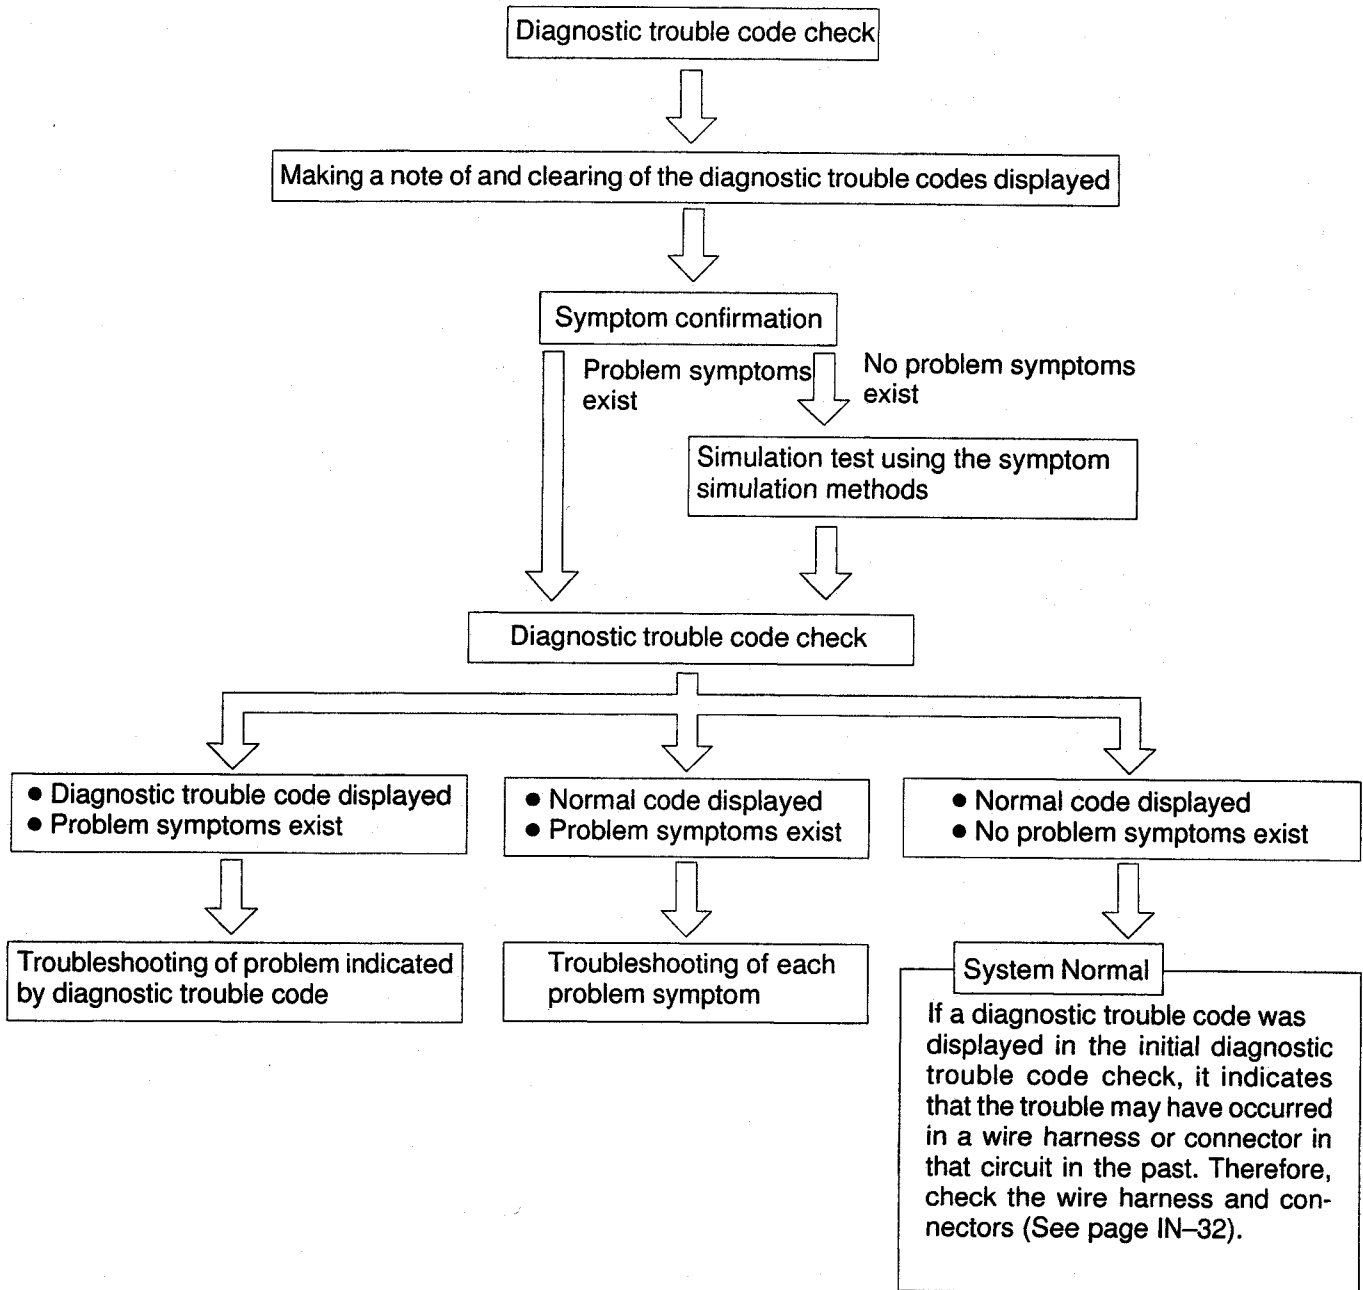 Diagnostic trouble code check
Making a note of and clearing of the diagnostic trouble codes displayed
Symptom confirmation
Problem symptoms
exist
No problem symptoms
exist
Simulation test using the symptom
simulation methods
Diagnostic trouble code check
● Diagnostic trouble code displayed
● Problem symptoms exist
● Normal code displayed
● Problem symptoms exist
● Normal code displayed
● No problem symptoms exist
Troubleshooting of problem indicated
by diagnostic trouble code
Troubleshooting of each
problem symptom
System Normal
If a diagnostic trouble code was
displayed in the initial diagnostic
trouble code check, it indicates
that the trouble may have occurred
in a wire harness or connector in
that circuit in the past. Therefore,
check the wire harness and con-
nectors (See page IN–32).